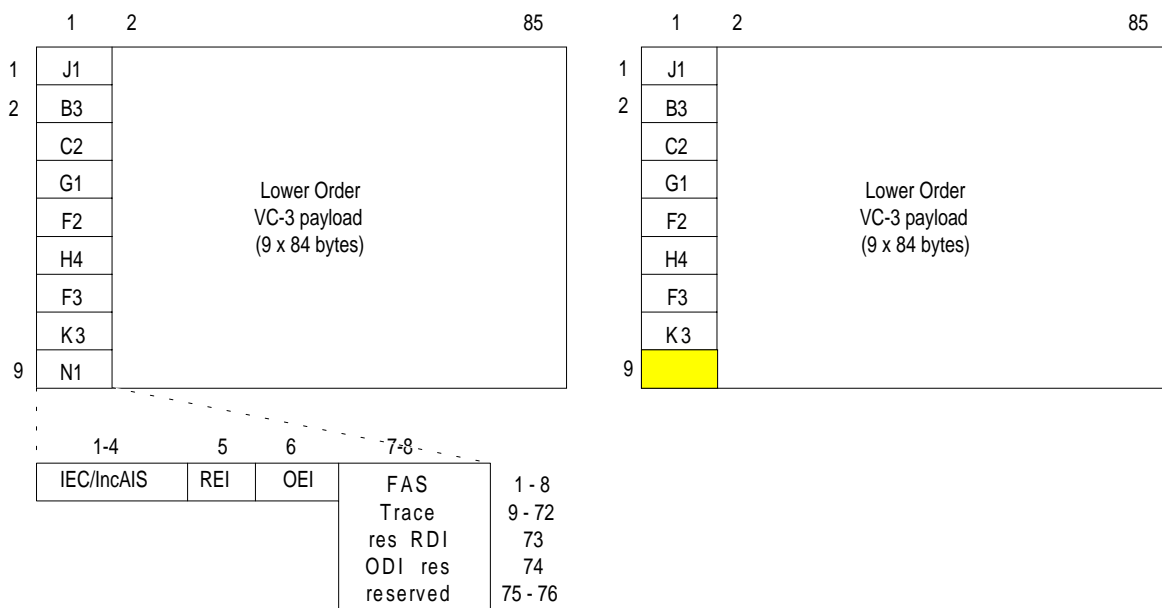 1 2 85
1 J1
2 B3
C2
G1
F2
H4
F3
K3
9 N1
Lower Order
VC-3 payload
(9 x 84 bytes)
1 2 85
1 J1
2 B3
C2
G1
F2
H4
F3
K3
9
Lower Order
VC-3 payload
(9 x 84 bytes)
1-4 5 6 7-8
IEC/IncAIS REI OEI FAS 1 - 8
Trace 9 - 72
res RDI 73
ODI res 74
reserved 75 - 76